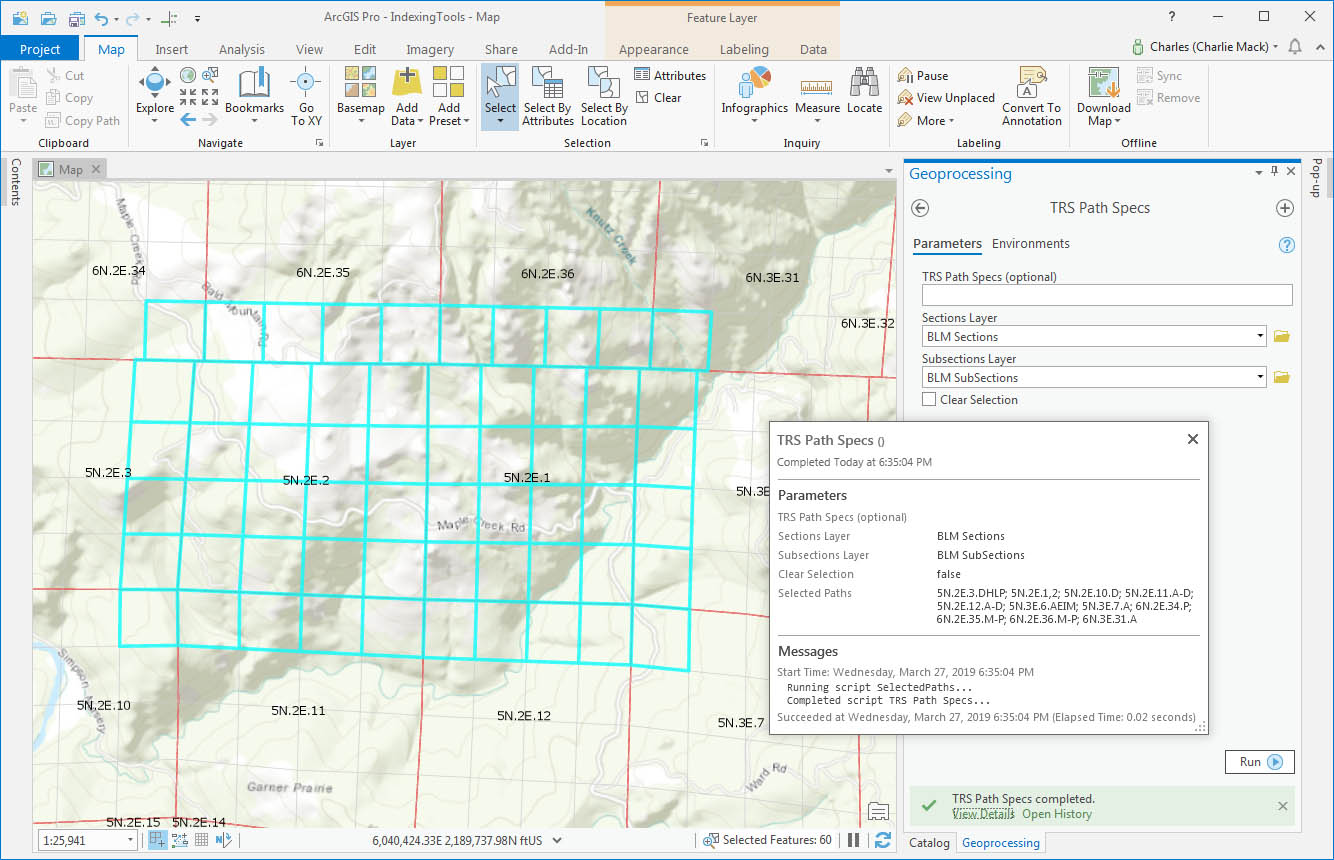 ArcGIS Pro - IndexingTools - Map
Feature Layer
?
Project Map Insert Analysis View Edit Imagery Share Add-In Appearance Labeling Data
Charles (Charlie Mack)
Paste
Cut
Copy
Copy Path
Clipboard
Explore
Bookmarks
Go
To XY
Navigate
Basemap
Add
Data
Add
Preset
Layer
Select
Select By
Attributes
Select By
Location
Attributes
Clear
Selection
Infographics
Measure
Locate
Inquiry
Pause
View Unplaced
More
Convert To
Annotation
Labeling
Download
Map
Sync
Remove
Offline
Contents
Map
Maple Creek Rd
Knutz Creek
6N.2E.34
6N.2E.35
6N.2E.36
6N.3E.31
Bald Mountain Rd
6N.3E.32
5N.2E.3
5N.2E.2
5N.2E.1
5N.3E
Maple Creek Rd
Simpson Nursery
5N.2E.10
5N.2E.11
5N.2E.12
5N.3E.7
Garner Prairie
Ward Rd
5N.2E.15
5N.2E.14
1:25,941
6,040,424.33E 2,189,737.98N ftUS
Selected Features: 60
Geoprocessing
Pop-up
TRS Path Specs
Parameters Environments
?
TRS Path Specs (optional)
Sections Layer
BLM Sections
Subsections Layer
BLM SubSections
Clear Selection
TRS Path Specs ()
Completed Today at 6:35:04 PM
Parameters
TRS Path Specs (optional)
Sections Layer BLM Sections
Subsections Layer BLM SubSections
Clear Selection false
Selected Paths 5N.2E.3.DHLP; 5N.2E.1,2; 5N.2E.10.D; 5N.2E.11.A-D;
5N.2E.12.A-D; 5N.3E.6.AEIM; 5N.3E.7.A; 6N.2E.34.P;
6N.2E.35.M-P; 6N.2E.36.M-P; 6N.3E.31.A
Messages
Start Time: Wednesday, March 27, 2019 6:35:04 PM
Running script SelectedPaths...
Completed script TRS Path Specs...
Succeeded at Wednesday, March 27, 2019 6:35:04 PM (Elapsed Time: 0.02 seconds)
Run
TRS Path Specs completed.
View Details Open History
Catalog Geoprocessing